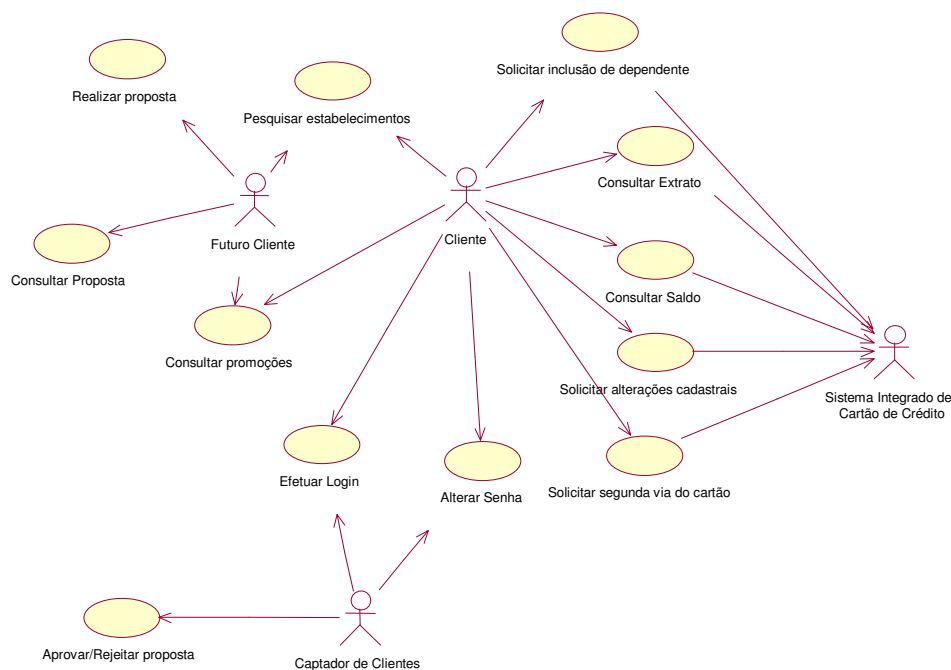 Solicitar inclusão de dependente
Realizar proposta
Pesquisar estabelecimentos
Consultar Extrato
Futuro Cliente
Cliente
Consultar Proposta
Consultar Saldo
Consultar promoções
Solicitar alterações cadastrais
Sistema Integrado de
Cartão de Crédito
Efetuar Login
Alterar Senha
Solicitar segunda via do cartão
Aprovar/Rejeitar proposta
Captador de Clientes